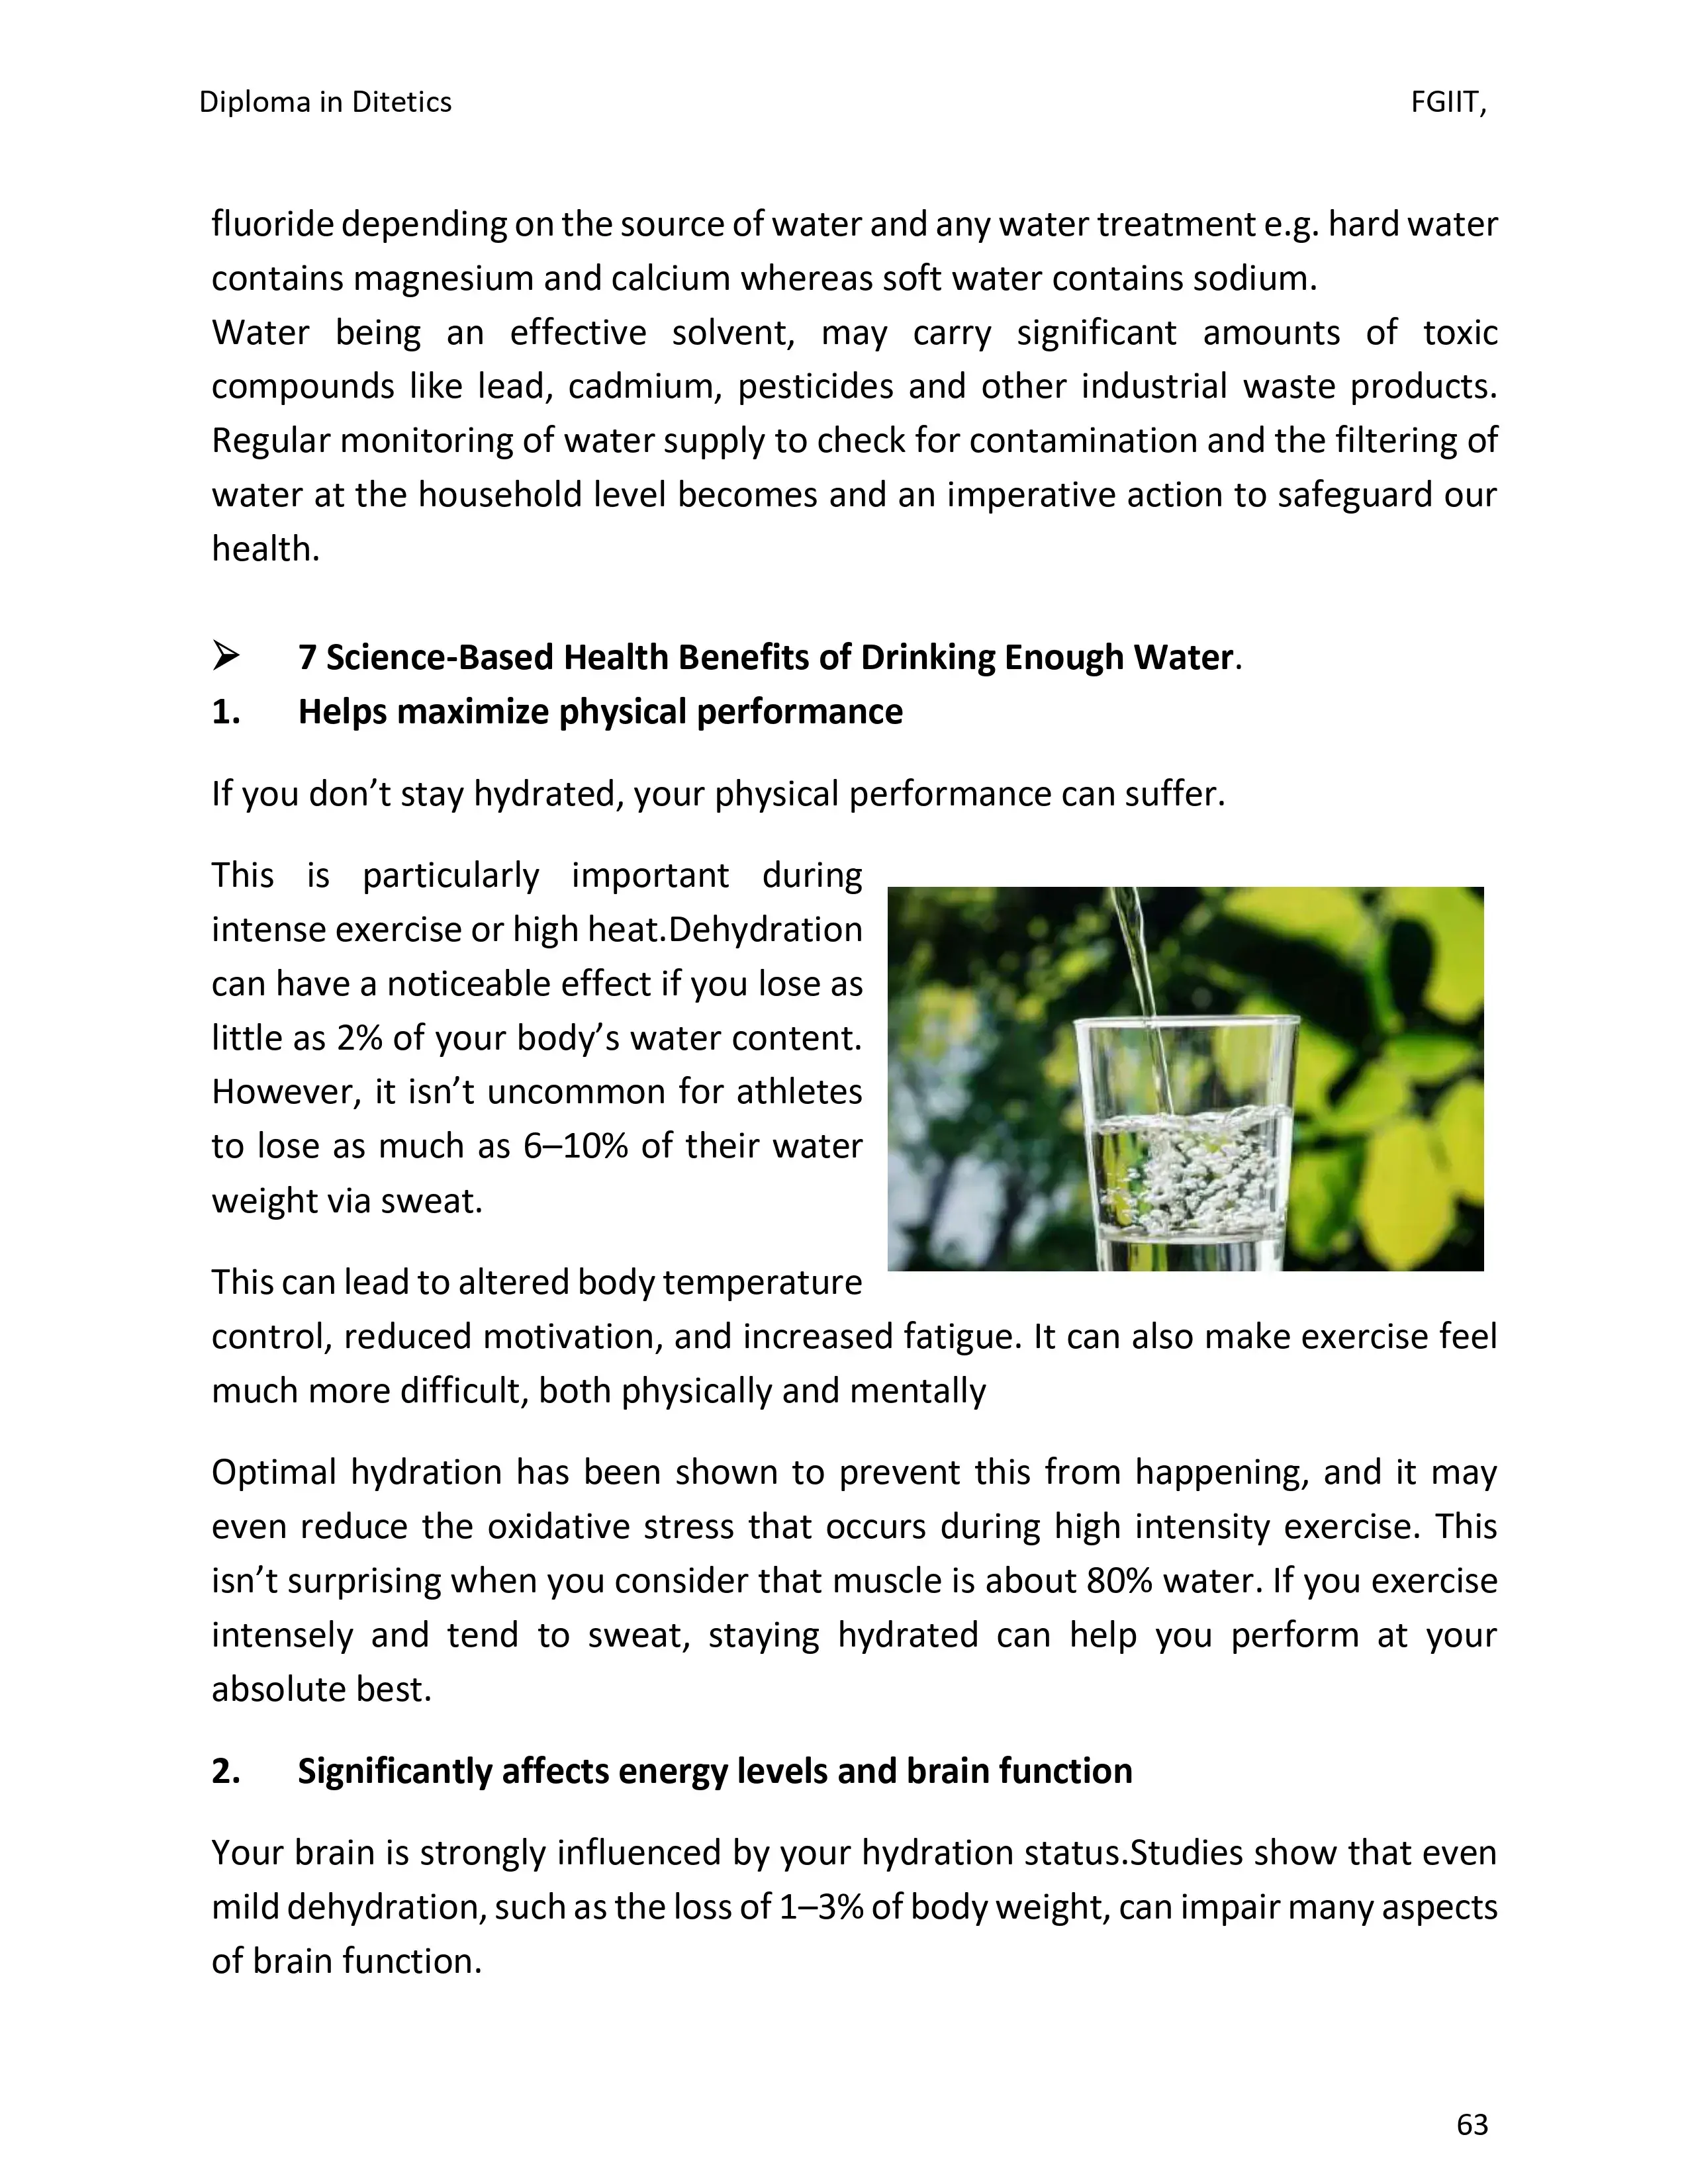 Diploma in Ditetics FGIIT,
fluoride depending on the source of water and any water treatment e.g. hard water
contains magnesium and calcium whereas soft water contains sodium.
Water being an effective solvent, may carry significant amounts of toxic
compounds like lead, cadmium, pesticides and other industrial waste products.
Regular monitoring of water supply to check for contamination and the filtering of
water at the household level becomes and an imperative action to safeguard our
health.
➢ 7 Science-Based Health Benefits of Drinking Enough Water.
1. Helps maximize physical performance
If you don’t stay hydrated, your physical performance can suffer.
This is particularly important during
intense exercise or high heat.Dehydration
can have a noticeable effect if you lose as
little as 2% of your body’s water content.
However, it isn’t uncommon for athletes
to lose as much as 6–10% of their water
weight via sweat.
This can lead to altered body temperature
control, reduced motivation, and increased fatigue. It can also make exercise feel
much more difficult, both physically and mentally
Optimal hydration has been shown to prevent this from happening, and it may
even reduce the oxidative stress that occurs during high intensity exercise. This
isn’t surprising when you consider that muscle is about 80% water. If you exercise
intensely and tend to sweat, staying hydrated can help you perform at your
absolute best.
2. Significantly affects energy levels and brain function
Your brain is strongly influenced by your hydration status.Studies show that even
mild dehydration, such as the loss of 1–3% of body weight, can impair many aspects
of brain function.
63